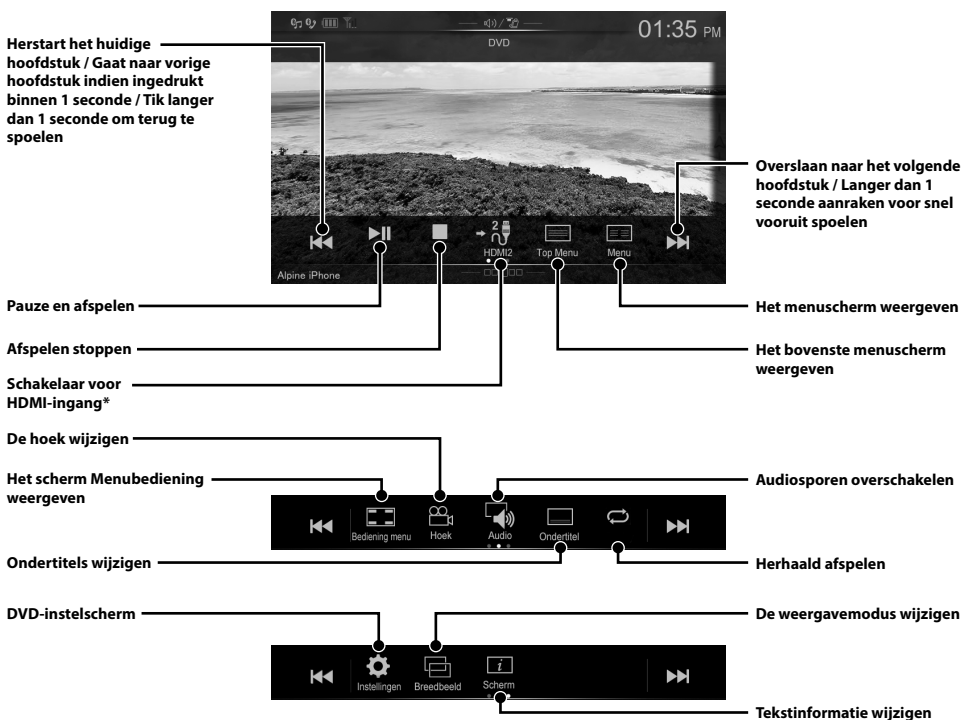 01:35 PM
DVD
Herstart het huidige
hoofdstuk / Gaat naar vorige
hoofdstuk indien ingedrukt
binnen 1 seconde / Tik langer
dan 1 seconde om terug te
spoelen
Overslaan naar het volgende
hoofdstuk / Langer dan 1
seconde aanraken voor snel
vooruit spoelen
2
HDMI2
Top Menu
Menu
Alpine iPhone
Pauze en afspelen
Het menuscherm weergeven
Afspelen stoppen
Het bovenste menuscherm
weergeven
Schakelaar voor
HDMI-ingang*
De hoek wijzigen
Het scherm Menubediening
weergeven
Audiosporen overschakelen
Bediening menu
Hoek
Audio
Ondertitel
Ondertitels wijzigen
Herhaald afspelen
DVD-instelscherm
De weergavemodus wijzigen
Instellingen
Breedbeeld
i
Scherm
Tekstinformatie wijzigen